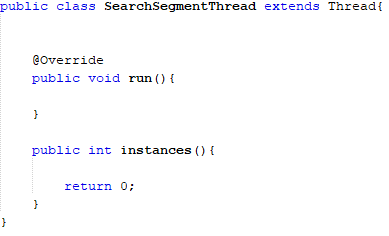 public class SearchSegmentThread extends Thread{
@Override
public void run(){
}
public int instances(){
return 0;
}
}